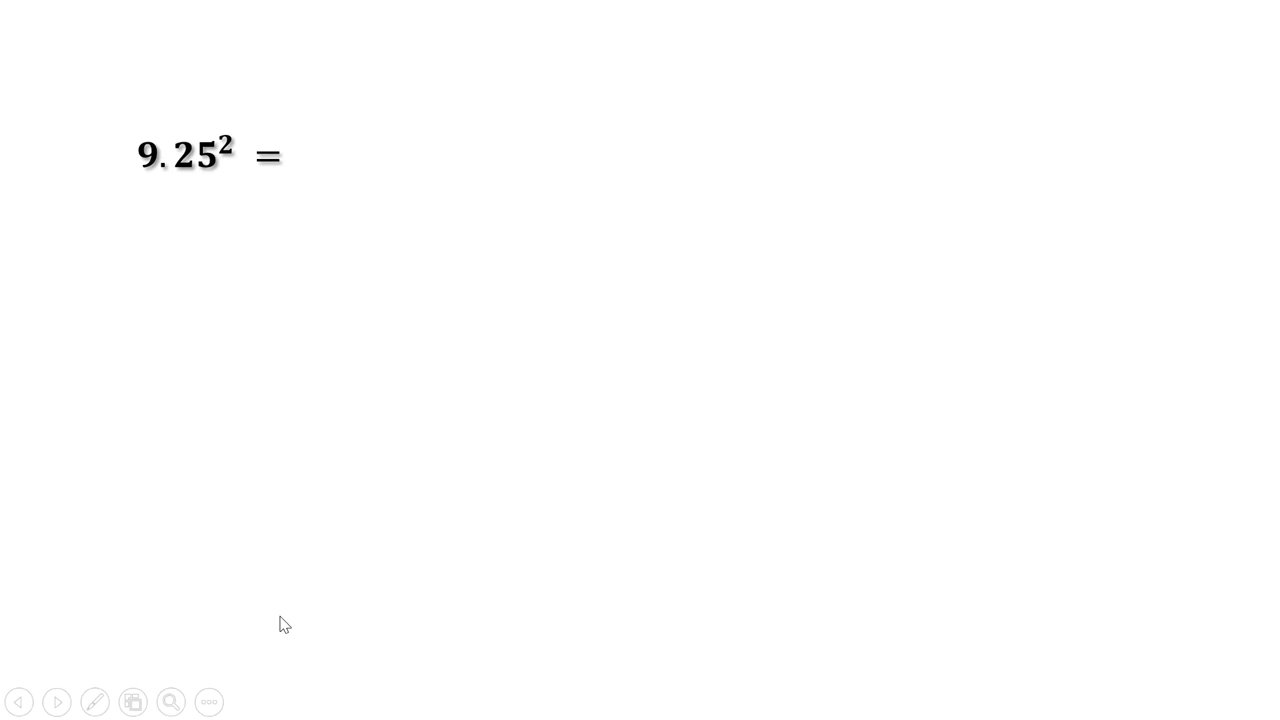 9.25² =